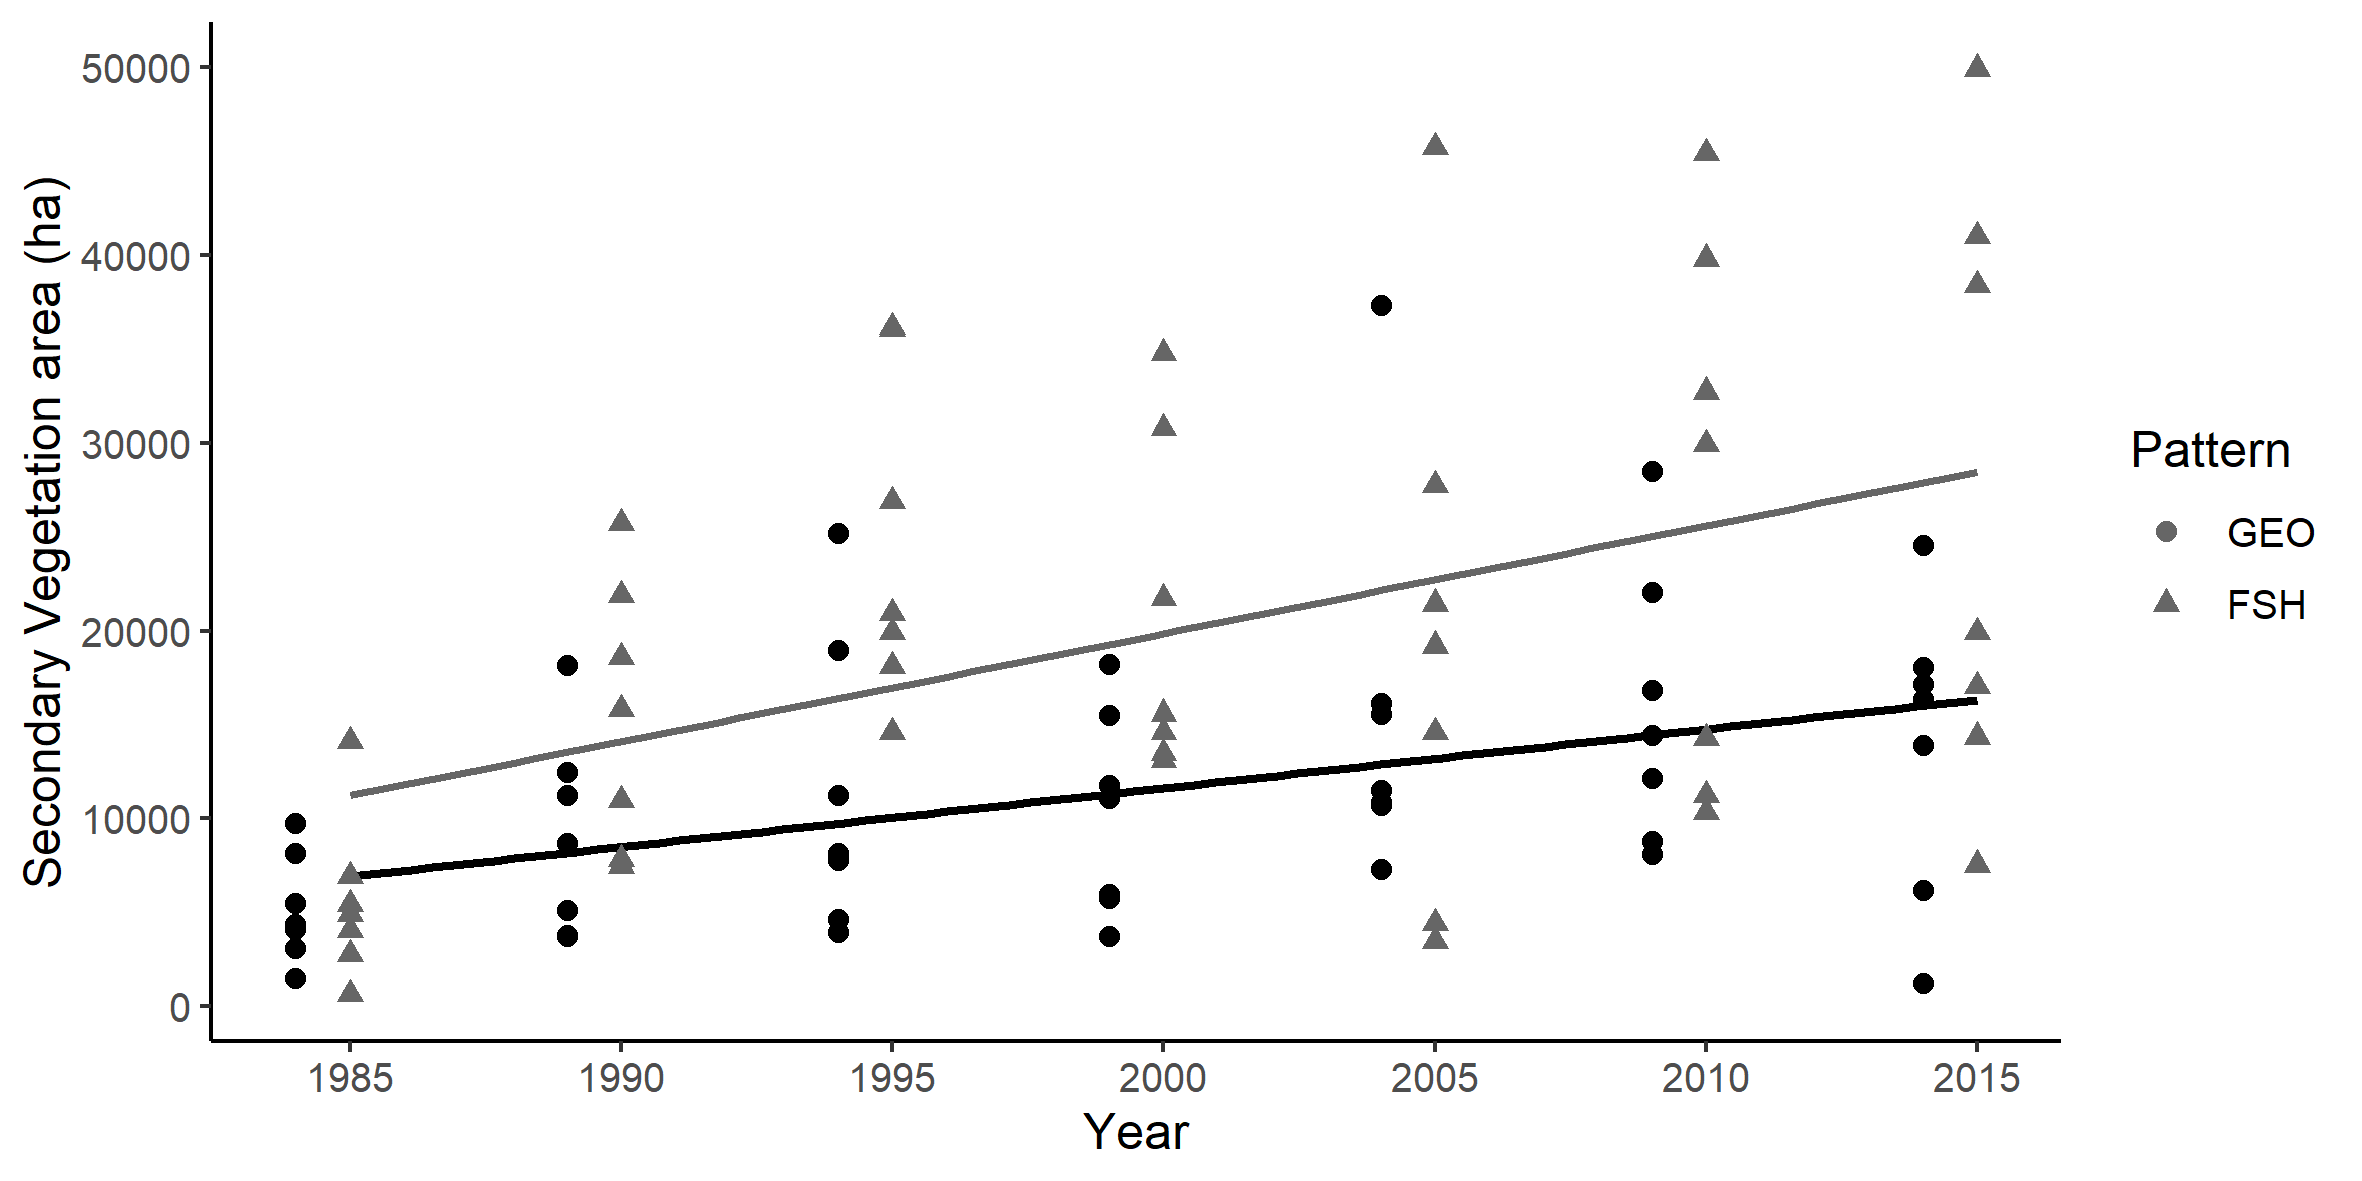 Secondary Vegetation area (ha)
50000
40000
30000
20000
10000
0
1985 1990 1995 2000 2005 2010 2015
Year
Pattern
GEO
FSH